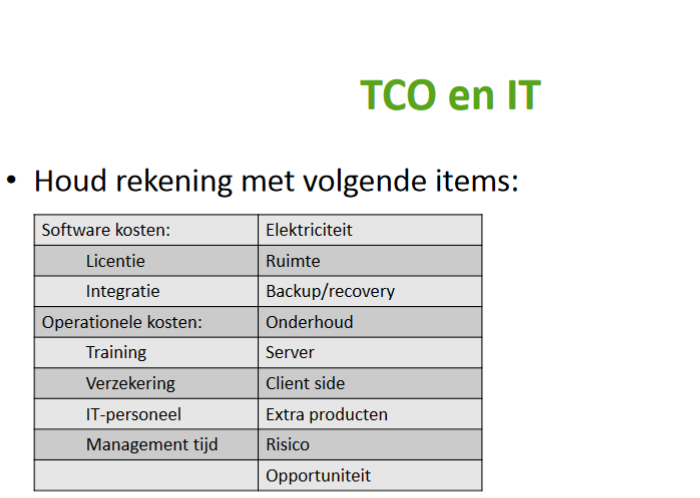 TCO en IT
• Houd rekening met volgende items:
Software kosten: Elektriciteit
Licentie Ruimte
Integratie Backup/recovery
Operationele kosten: Onderhoud
Training Server
Verzekering Client side
IT-personeel Extra producten
Management tijd Risico
Opportuniteit